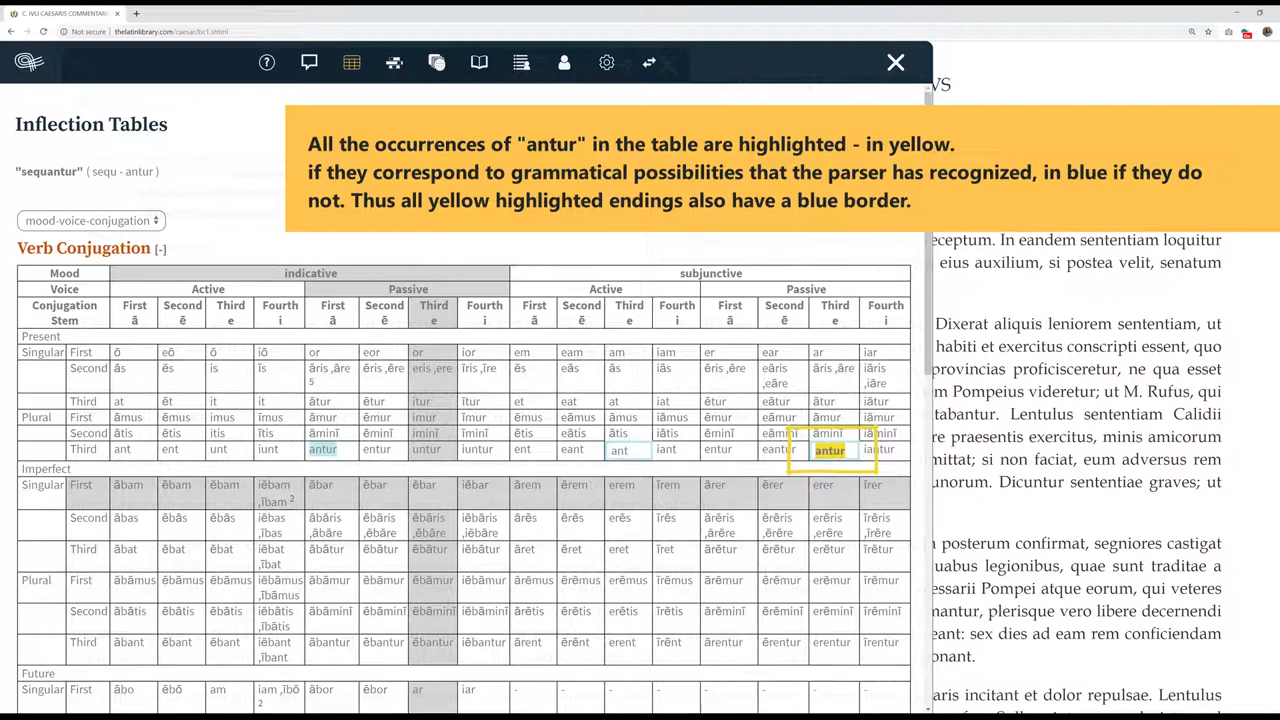 C. IVLI CAESARIS COMMENTARI
Not secure | thelatinlibrary.com/caesar/bc1.shtml
Inflection Tables
"sequantur" ( sequ - antur )
mood-voice-conjugation
Verb Conjugation [-]
All the occurrences of "antur" in the table are highlighted - in yellow.
if they correspond to grammatical possibilities that the parser has recognized, in blue if they do
not. Thus all yellow highlighted endings also have a blue border.
Mood indicative subjunctive
Voice Active Passive Active Passive
Conjugation First Second Third Fourth First Second Third Fourth First Second Third Fourth First Second Third Fourth
Stem ā ē e i ā ē e i ā ē e i ā ē e i
Present
Singular First ō eō ō iō or eor or ior em eam am iam er ear ar iar
Second ās ēs is īs āris ,āre ēris ,ēre eris ,ere īris ,īre ēs eās ās iās ēris ,ēre eāris āris ,āre iāris
5 ,eāre ,iāre
Third at ēt it it ātur ētur itur ītur et eat at iat ētur eātur ātur iātur
Plural First āmus ēmus imus īmus āmur ēmur imur īmur ēmus eāmus āmus iāmus ēmur eāmur āmur iāmur
Second ātis ētis itis ītis āminī ēminī iminī īminī ētis eātis ātis iātis ēminī eāminī āminī iāminī
Third ant ent unt iunt antur entur untur iuntur ent eant ant iant entur eantur antur iantur
Imperfect
Singular First ābam ēbam ēbam iēbam ābar ēbar ēbar iēbar ārem ērem erem īrem ārer ērer erer īrer
,ībam 2
Second ābas ēbās ēbās iēbās ābāris ēbāris ēbāris iēbāris ārēs ērēs erēs īrēs ārēris ērēris erēris īrēris
,ības ,ābāre ,ēbāre ,ēbāre ,iēbāre ,ārēre ,ērēre ,erēre ,īrēre
Third ābat ēbat ēbat iēbat ābātur ēbātur ēbātur iēbātur āret ēret eret īret ārētur ērētur erētur īrētur
,ībat
Plural First ābāmus ēbāmus ēbāmus iēbāmus ābāmur ēbāmur ēbāmur iēbāmur ārēmus ērēmus erēmus īrēmus ārēmur ērēmur erēmur īrēmur
,ībāmus
Second ābātis ēbātis ēbātis iēbātis ābāminī ēbāminī ēbāminī iēbāminī ārētis ērētis erētis īrētis ārēminī ērēminī erēminī īrēminī
,ībātis
Third ābant ēbant ēbant iēbant ābantur ēbantur ēbantur iēbantur ārent ērēnt erent īrent ārentur ērentur erentur īrentur
,ībant
Future
Singular First ābo ēbō am iam ,ībō ābor ēbor ar iar - - - - - - - -
2
VS
eceptum. In eandem sententiam loquitur
eius auxilium, si postea velit, senatum
Dixerat aliquis leniorem sententiam, ut
habiti et exercitus conscripti essent, quo
provincias proficisceretur, ne qua esset
m Pompeius videretur; ut M. Rufus, qui
tabantur. Lentulus sententiam Calidii
re praesentis exercitus, minis amicorum
mittat; si non faciat, eum adversus rem
unorum. Dicuntur sententiae graves; ut
posterum confirmat, segniores castigat
uabus legionibus, quae sunt traditae a
essarii Pompei atque eorum, qui veteres
mantur, plerisque vero libere decernendi
eant: sex dies ad eam rem conficiendam
onant.
aris incitant et dolor repulsae. Lentulus